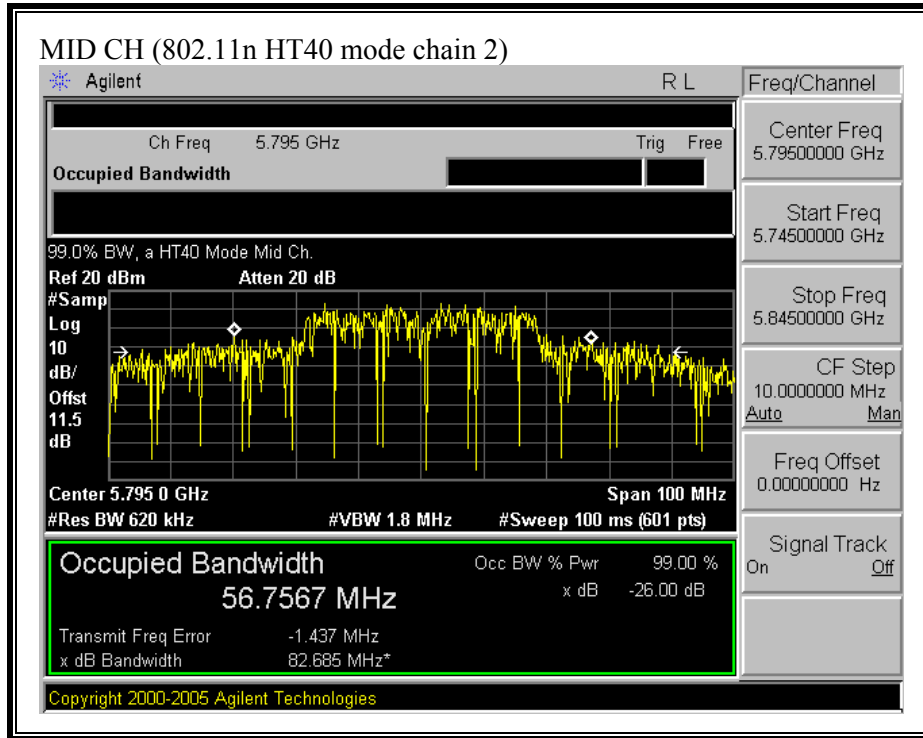 MID CH (802.11n HT40 mode chain 2)
Agilent R L Freq/Channel
Ch Freq 5.795 GHz Trig Free
Occupied Bandwidth
Center Freq
5.79500000 GHz
Start Freq
5.74500000 GHz
Stop Freq
5.84500000 GHz
CF Step
10.0000000 MHz
Auto Man
Freq Offset
0.00000000 Hz
Signal Track
On Off
99.0% BW, a HT40 Mode Mid Ch.
Ref 20 dBm Atten 20 dB
#Samp
Log
10
dB/
Offst
11.5
dB
Center 5.795 0 GHz Span 100 MHz
#Res BW 620 kHz #VBW 1.8 MHz #Sweep 100 ms (601 pts)
Occupied Bandwidth Occ BW % Pwr 99.00 %
56.7567 MHz x dB -26.00 dB
Transmit Freq Error -1.437 MHz
x dB Bandwidth 82.685 MHz*
Copyright 2000-2005 Agilent Technologies